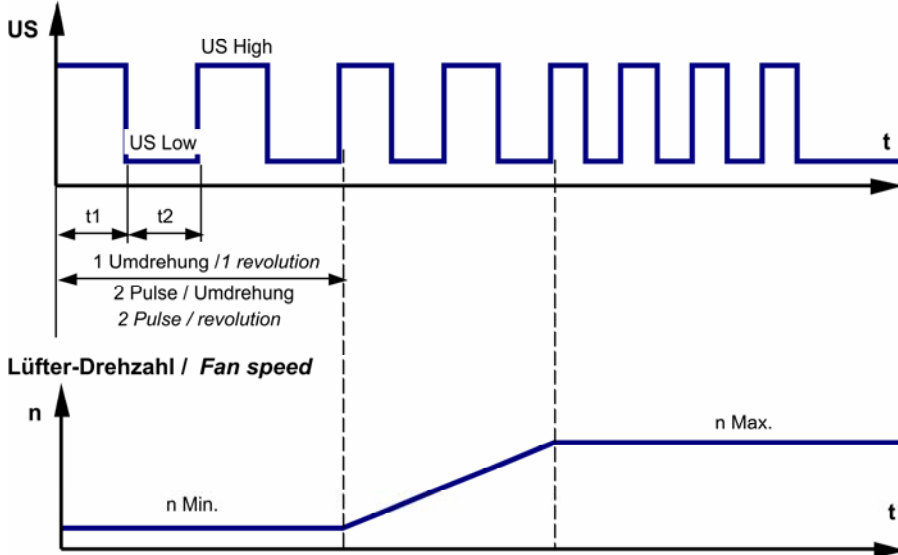 US
US High
US Low
t
t1
t2
1 Umdrehung /1 revolution
2 Pulse / Umdrehung
2 Pulse / revolution
Lüfter-Drehzahl / Fan speed
n
n Max.
n Min.
t